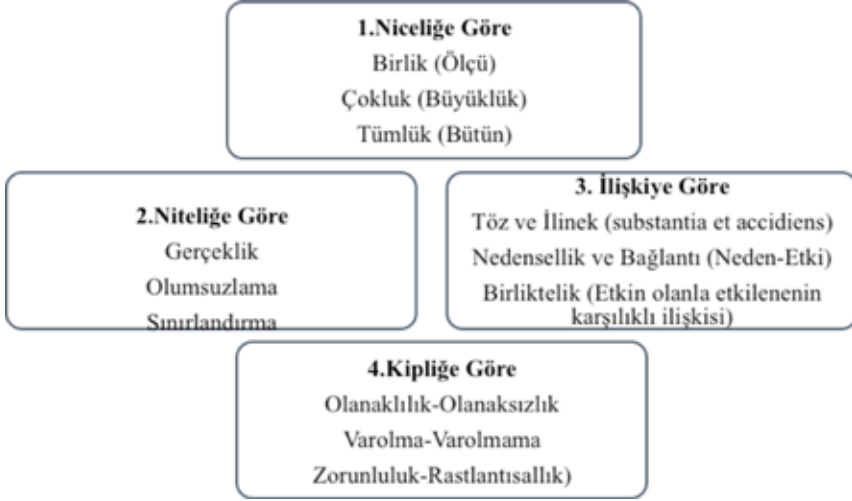 1.Niceliğe Göre
Birlik (Ölçü)
Çokluk (Büyüklük)
Tümlük (Bütün)
2.Niteliğe Göre
Gerçeklik
Olumsuzlama
Sınırlandırma
3. İlişkiye Göre
Töz ve İlinek (substantia et accidiens)
Nedensellik ve Bağlantı (Neden-Etki)
Birliktelik (Etkin olanla etkilenenin
karşılıklı ilişkisi)
4.Kipliğe Göre
Olanaklılık-Olanaksızlık
Varolma-Varolmama
Zorunluluk-Rastlantısallık)